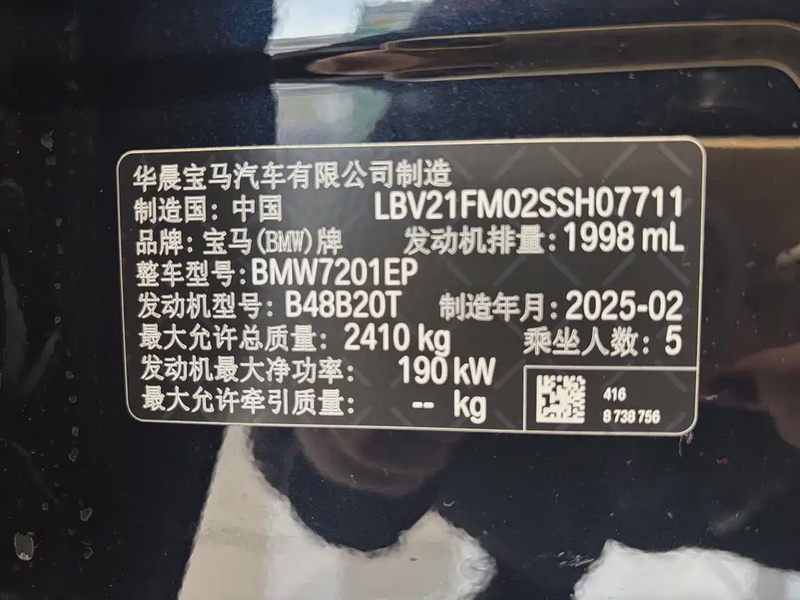 华晨宝马汽车有限公司制造
制造国：中国 LBV21FM02SSH07711
品牌：宝马(BMW)牌 发动机排量：1998 mL
整车型号：BMW7201EP
发动机型号：B48B20T 制造年月：2025-02
最大允许总质量：2410 kg 乘坐人数：5
发动机最大净功率：190 kW
最大允许牵引质量：-- kg
416
8 738 756